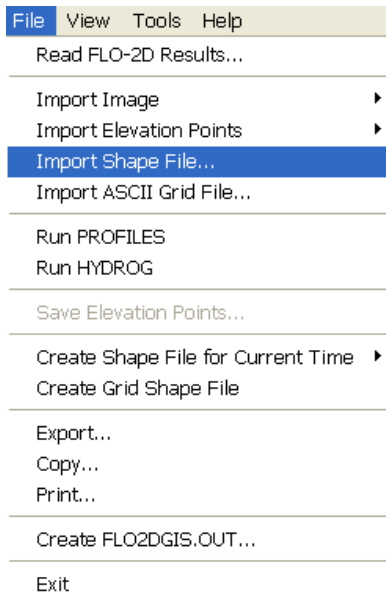 File View Tools Help
Read FLO-2D Results...
Import Image
Import Elevation Points
Import Shape File...
Import ASCII Grid File...
Run PROFILES
Run HYDROG
Save Elevation Points...
Create Shape File for Current Time
Create Grid Shape File
Export...
Copy...
Print...
Create FLO2DGIS.OUT...
Exit